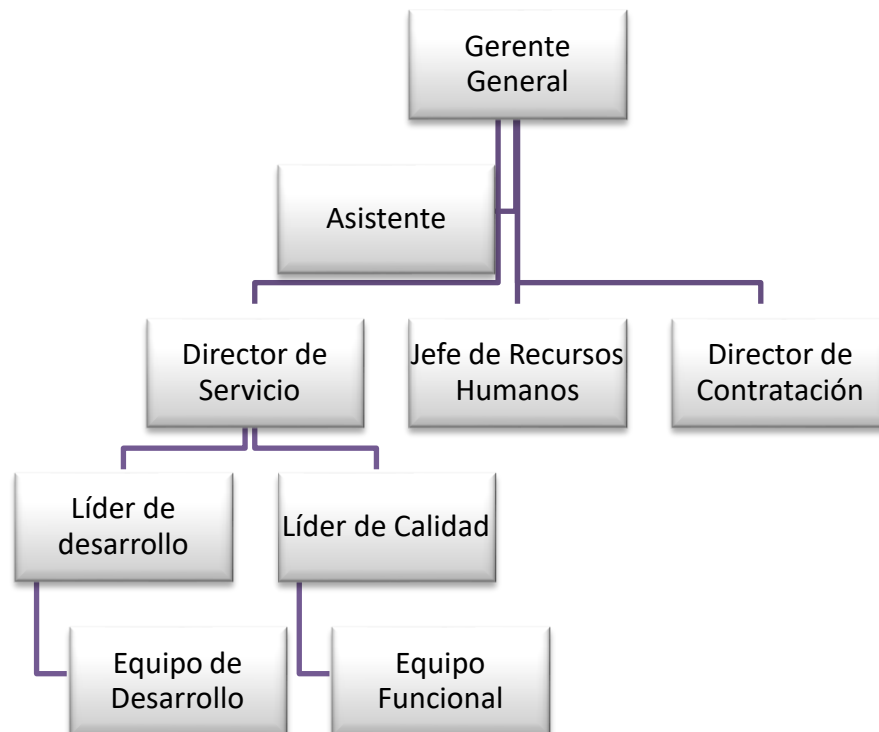 Gerente
General
Asistente
Director de
Servicio
Jefe de Recursos
Humanos
Director de
Contratación
Líder de
desarrollo
Líder de Calidad
Equipo de
Desarrollo
Equipo
Funcional